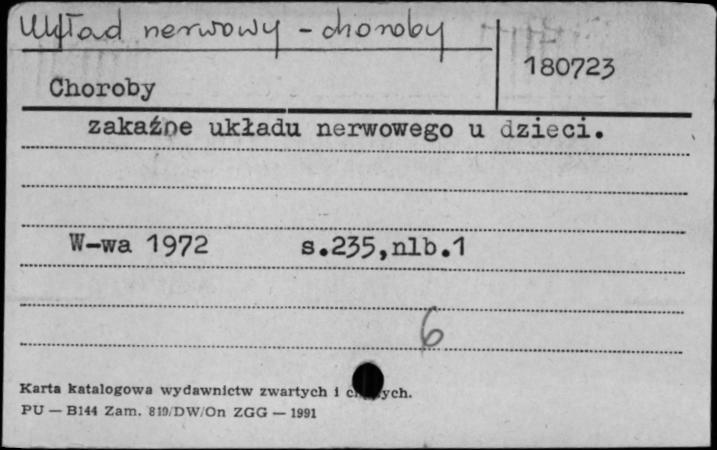 Układ nerwowy - choroby
180723
Choroby
zakaźne układu nerwowego u dzieci.
W-wa 1972 s.235,nlb.1
6
Karta katalogowa wydawnictw zwartych i
PU — B144 Zam. 819/DW/On ZGG — 1991